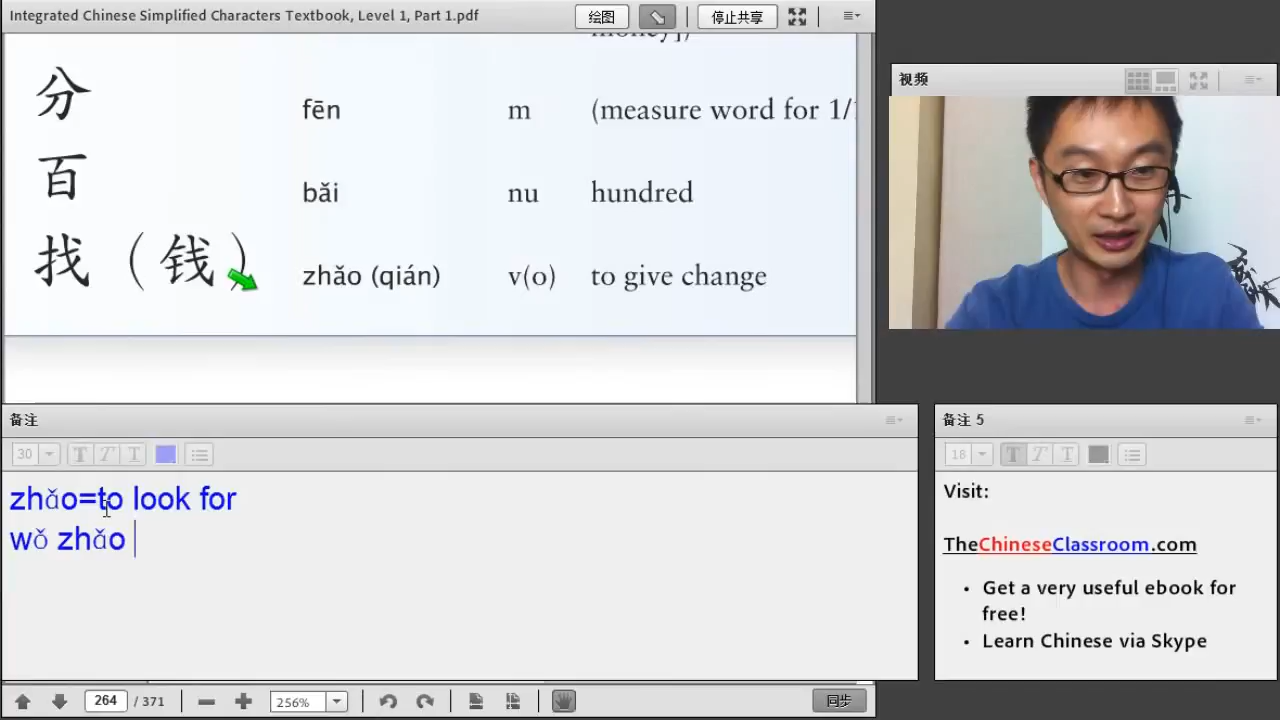 Integrated Chinese Simplified Characters Textbook, Level 1, Part 1.pdf
绘图
停止共享
money])
分 fēn m (measure word for 1/
百 bǎi nu hundred
找（钱） zhǎo (qián) v(o) to give change
视频
备注
30
zhǎo=to look for
wǒ zhǎo
备注 5
18
Visit:
TheChineseClassroom.com
• Get a very useful ebook for
free!
• Learn Chinese via Skype
264 / 371
256%
同步